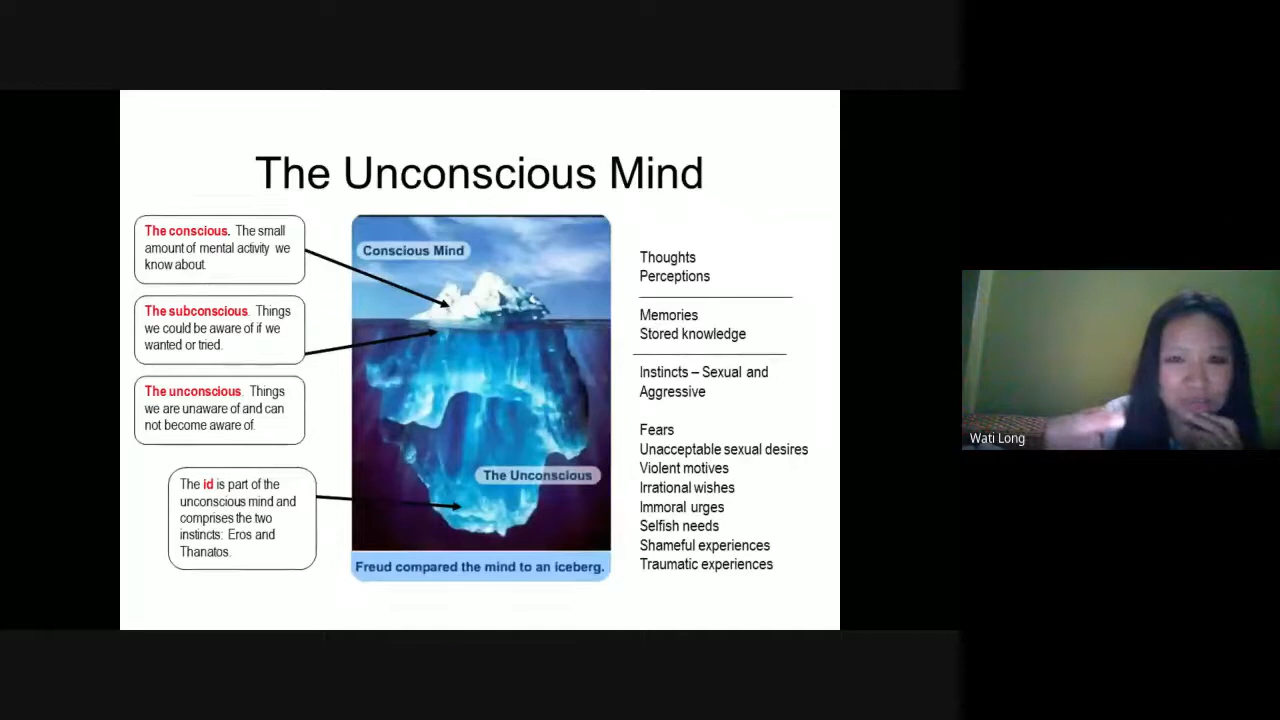 The Unconscious Mind
The conscious. The small
amount of mental activity we
know about.
The subconscious. Things
we could be aware of if we
wanted or tried.
The unconscious. Things
we are unaware of and can
not become aware of.
The id is part of the
unconscious mind and
comprises the two
instincts: Eros and
Thanatos.
Conscious Mind
The Unconscious
Freud compared the mind to an iceberg.
Thoughts
Perceptions
Memories
Stored knowledge
Instincts – Sexual and
Aggressive
Fears
Unacceptable sexual desires
Violent motives
Irrational wishes
Immoral urges
Selfish needs
Shameful experiences
Traumatic experiences
Wati Long